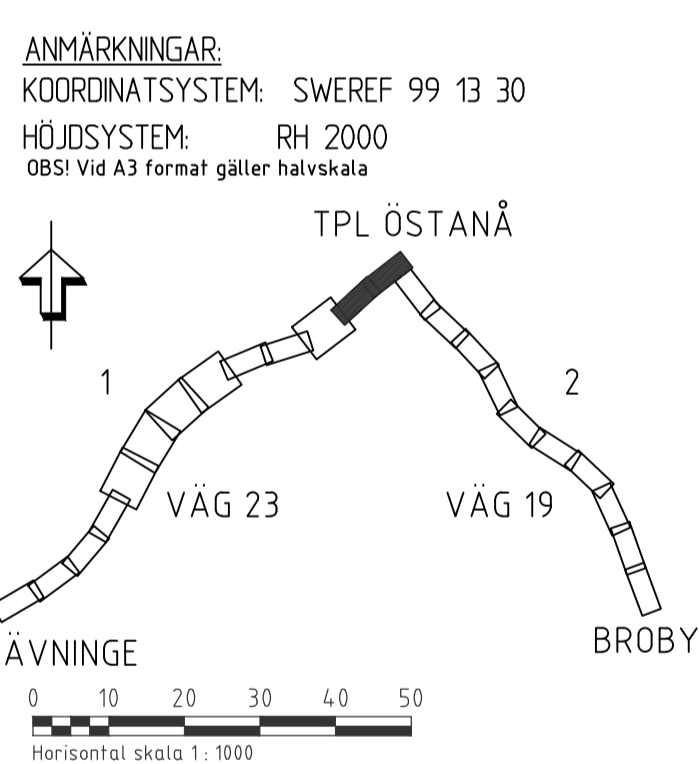 ANMÄRKNINGAR:
KOORDINATSYSTEM: SWEREF 99 13 30
HÖJDSYSTEM: RH 2000
OBS! Vid A3 format gäller halvskala
TPL ÖSTANÅ
1
2
VÄG 23
VÄG 19
ÄVNINGE
BROBY
0 10 20 30 40 50
Horisontal skala 1 : 1000